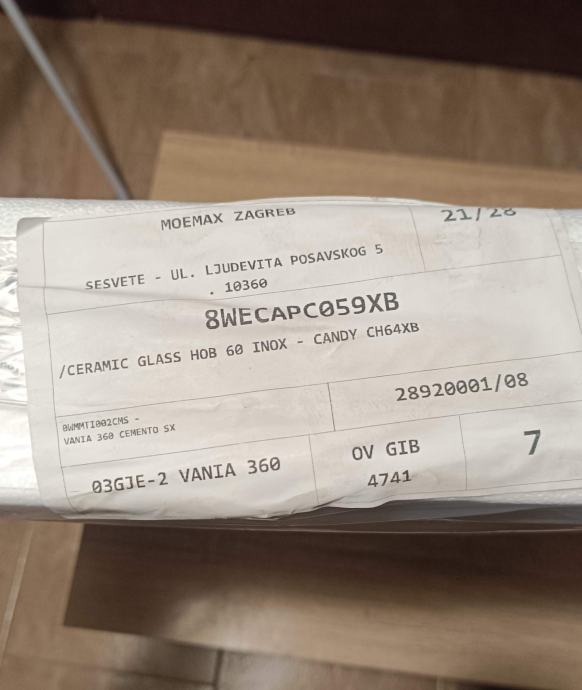 MOEMAX ZAGREB
21/28
SESVETE - UL. LJUDEVITA POSAVSKOG 5
. 10360
8WECAPC059XB
/CERAMIC GLASS HOB 60 INOX - CANDY CH64XB
28920001/08
0WMMTI002CMS -
VANIA 360 CEMENTO SX
03GJE-2 VANIA 360
OV GIB
4741
7